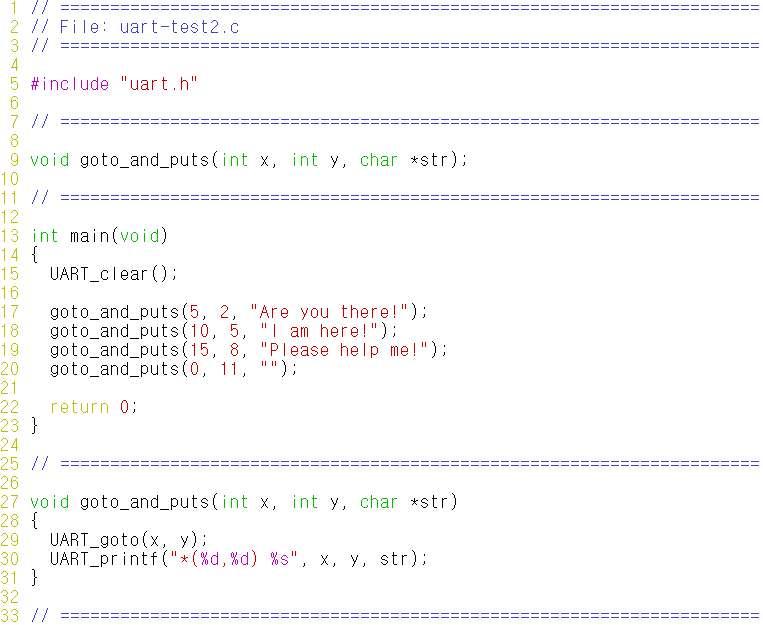 1 // ======================================================================
2 // File: uart-test2.c
3 // ======================================================================
4
5 #include "uart.h"
6
7 // ======================================================================
8
9 void goto_and_puts(int x, int y, char *str);
10
11 // ======================================================================
12
13 int main(void)
14 {
15   UART_clear();
16
17   goto_and_puts(5, 2, "Are you there!");
18   goto_and_puts(10, 5, "I am here!");
19   goto_and_puts(15, 8, "Please help me!");
20   goto_and_puts(0, 11, "");
21
22   return 0;
23 }
24
25 // ======================================================================
26
27 void goto_and_puts(int x, int y, char *str)
28 {
29   UART_goto(x, y);
30   UART_printf("*(%d,%d) %s", x, y, str);
31 }
32
33 // ======================================================================